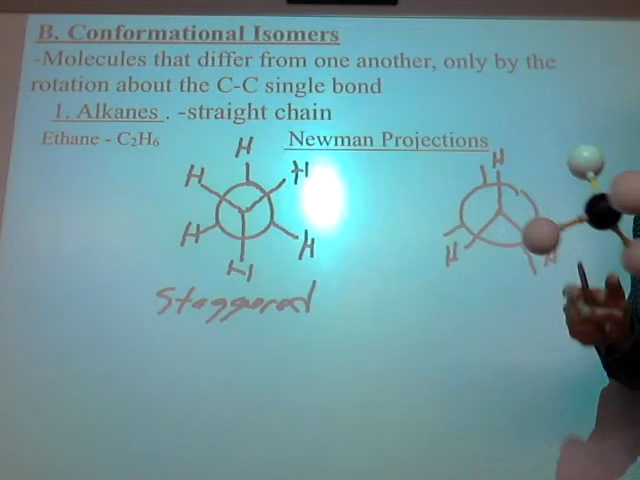 B. Conformational Isomers
-Molecules that differ from one another, only by the
rotation about the C-C single bond
1. Alkanes . -straight chain
Ethane - C₂H₆ Newman Projections
H
H H
H H
H
Staggered
H
H H